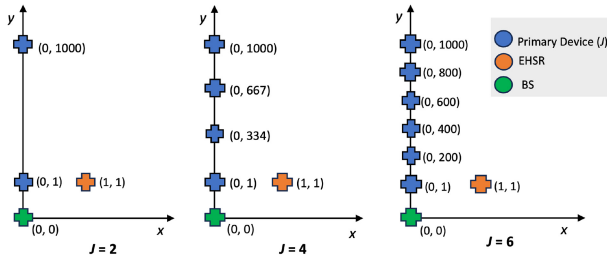 y
(0, 1000)
(0, 1)
(1, 1)
(0, 0)
x
J = 2
y
(0, 1000)
(0, 667)
(0, 334)
(0, 1)
(1, 1)
(0, 0)
x
J = 4
y
(0, 1000)
(0, 800)
(0, 600)
(0, 400)
(0, 200)
(0, 1)
(1, 1)
(0, 0)
x
J = 6
Primary Device (J)
EHSR
BS